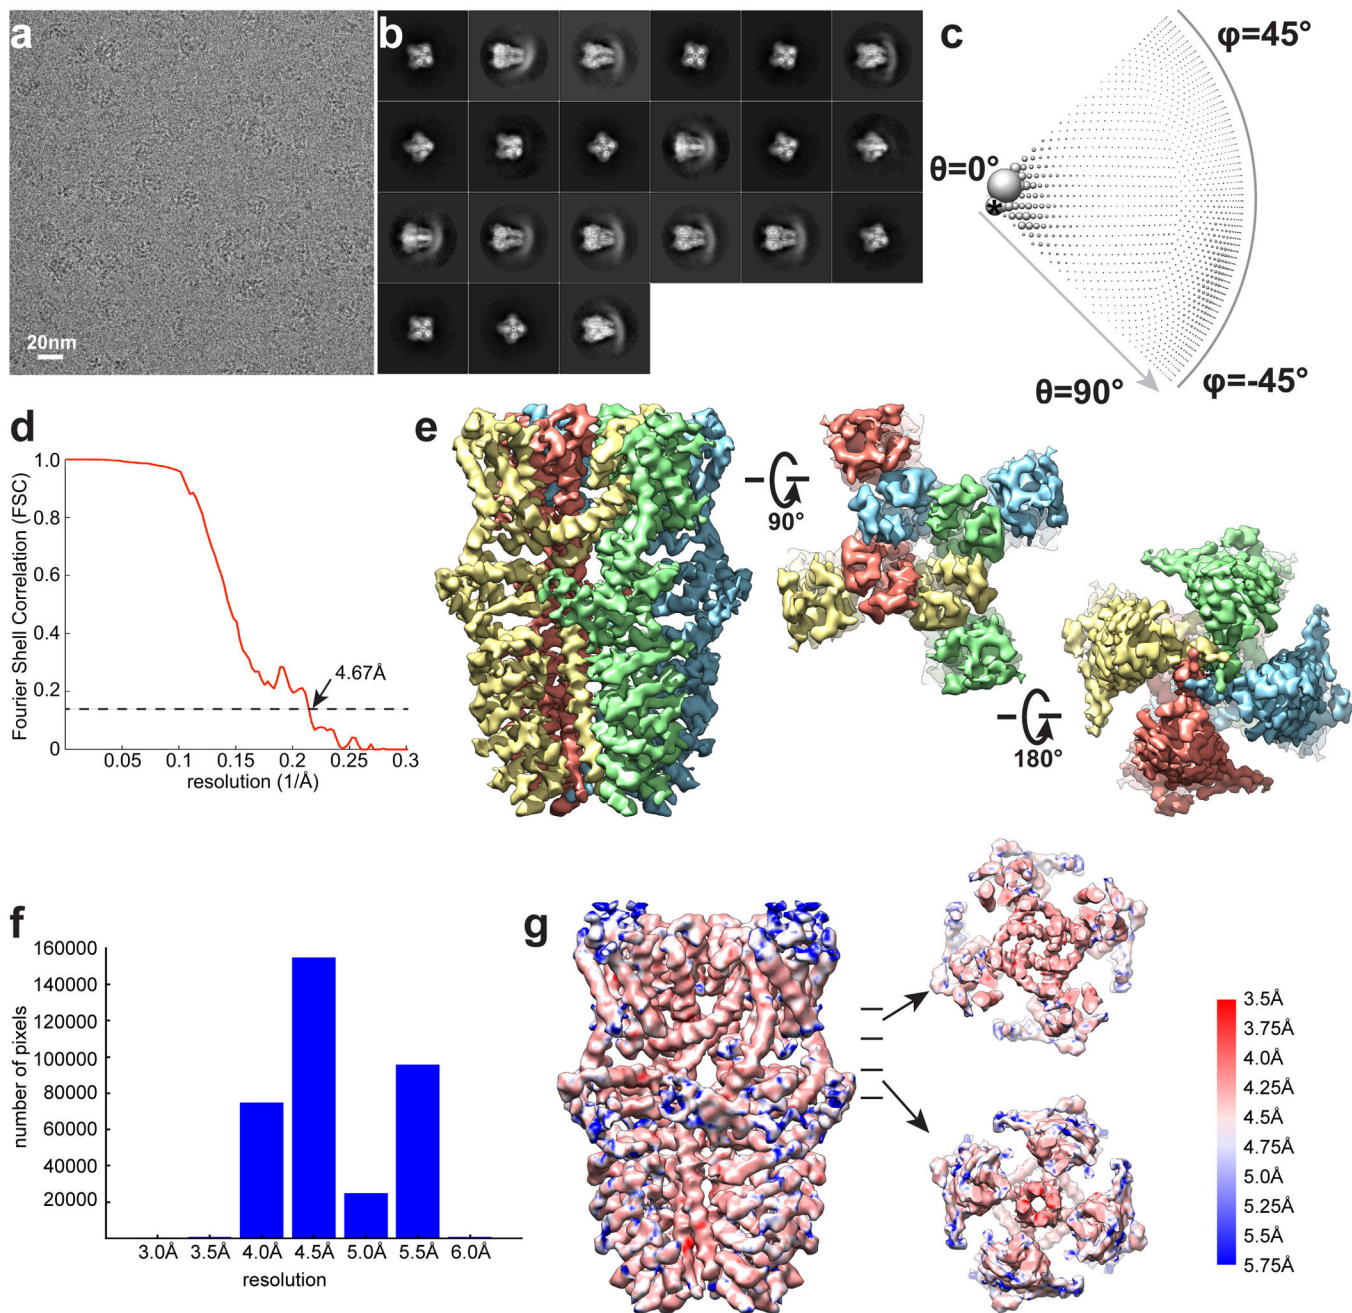 a
20nm
b
c
φ=45°
θ=0°
*
θ=90°
φ=-45°
d
Fourier Shell Correlation (FSC)
1.0
0.8
0.6
0.4
0.2
0
4.67Å
0.05
0.1
0.15
0.2
0.25
0.3
resolution (1/Å)
e
90°
180°
f
number of pixels
160000
140000
120000
100000
80000
60000
40000
20000
3.0Å
3.5Å
4.0Å
4.5Å
5.0Å
5.5Å
6.0Å
resolution
g
3.5Å
3.75Å
4.0Å
4.25Å
4.5Å
4.75Å
5.0Å
5.25Å
5.5Å
5.75Å